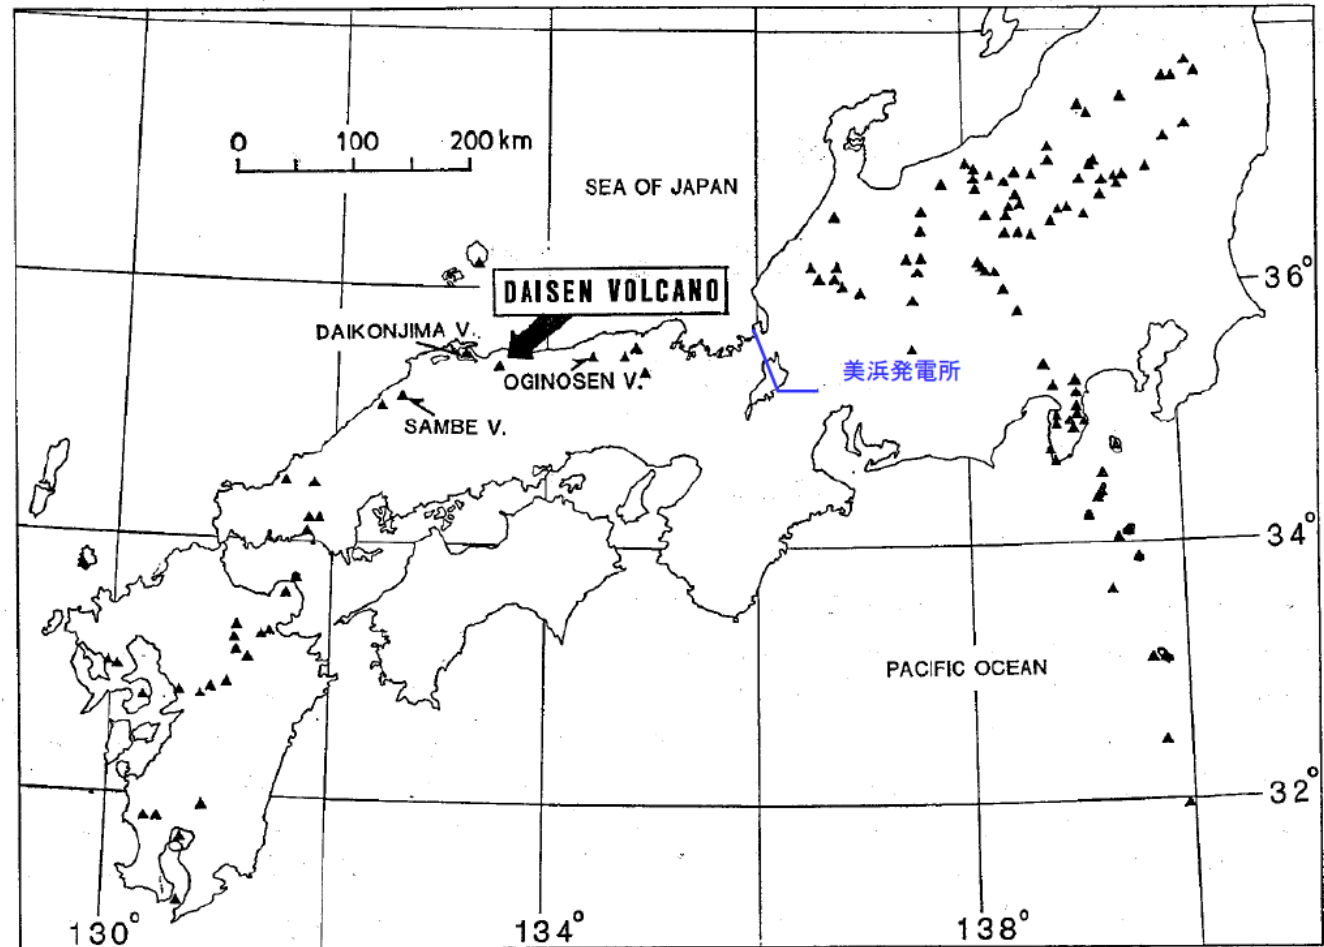 0 100 200 km
SEA OF JAPAN
36°
DAISEN VOLCANO
DAIKONJIMA V.
OGINOSEN V.
美浜発電所
SAMBE V.
34°
PACIFIC OCEAN
32°
130° 134° 138°